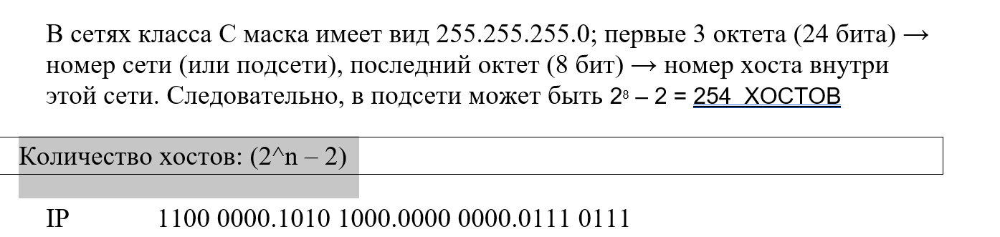 В сетях класса С маска имеет вид 255.255.255.0; первые 3 октета (24 бита) →
номер сети (или подсети), последний октет (8 бит) → номер хоста внутри
этой сети. Следовательно, в подсети может быть 2⁸ – 2 = 254 ХОСТОВ
Количество хостов: (2^n – 2)
IP 1100 0000.1010 1000.0000 0000.0111 0111